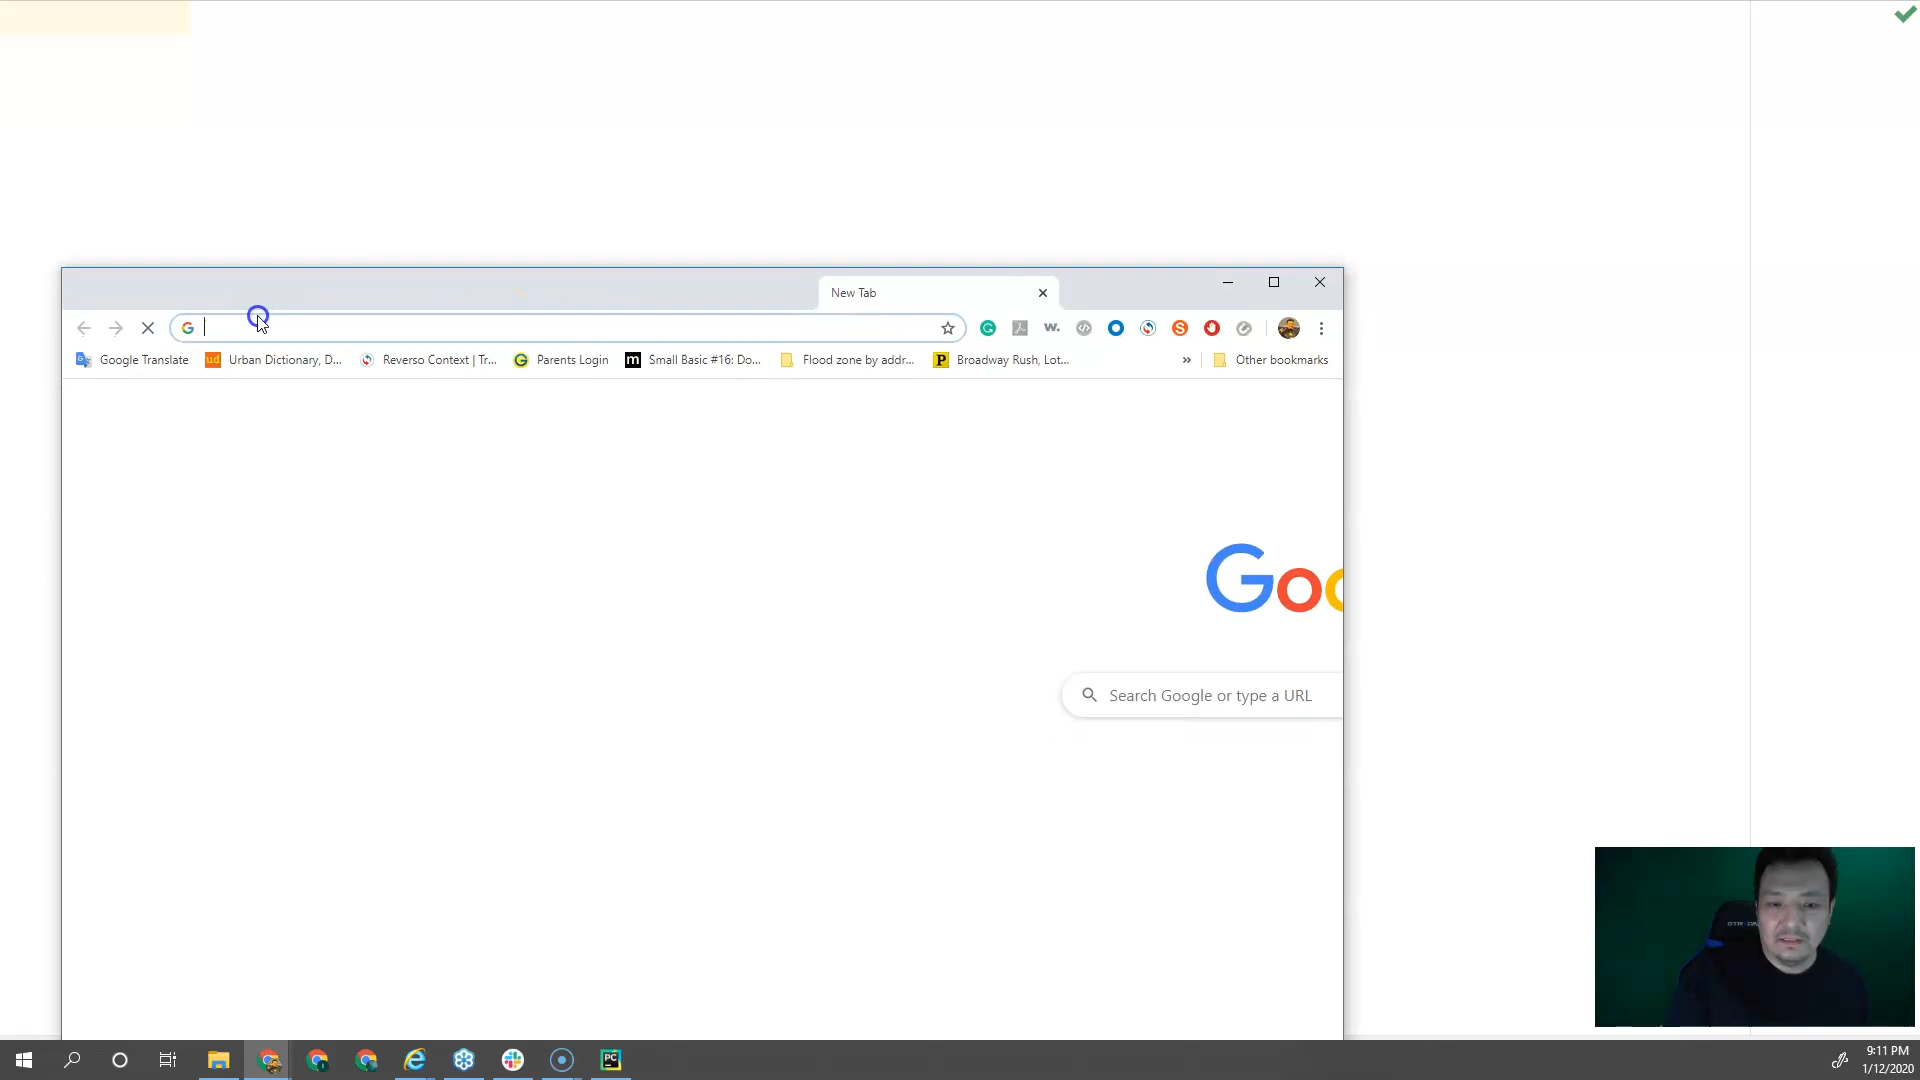 New Tab
Google Translate
Urban Dictionary, D...
Reverso Context | Tr...
Parents Login
Small Basic #16: Do...
Flood zone by addr...
Broadway Rush, Lot...
»
Other bookmarks
Goo
Search Google or type a URL
9:11 PM
1/12/2020